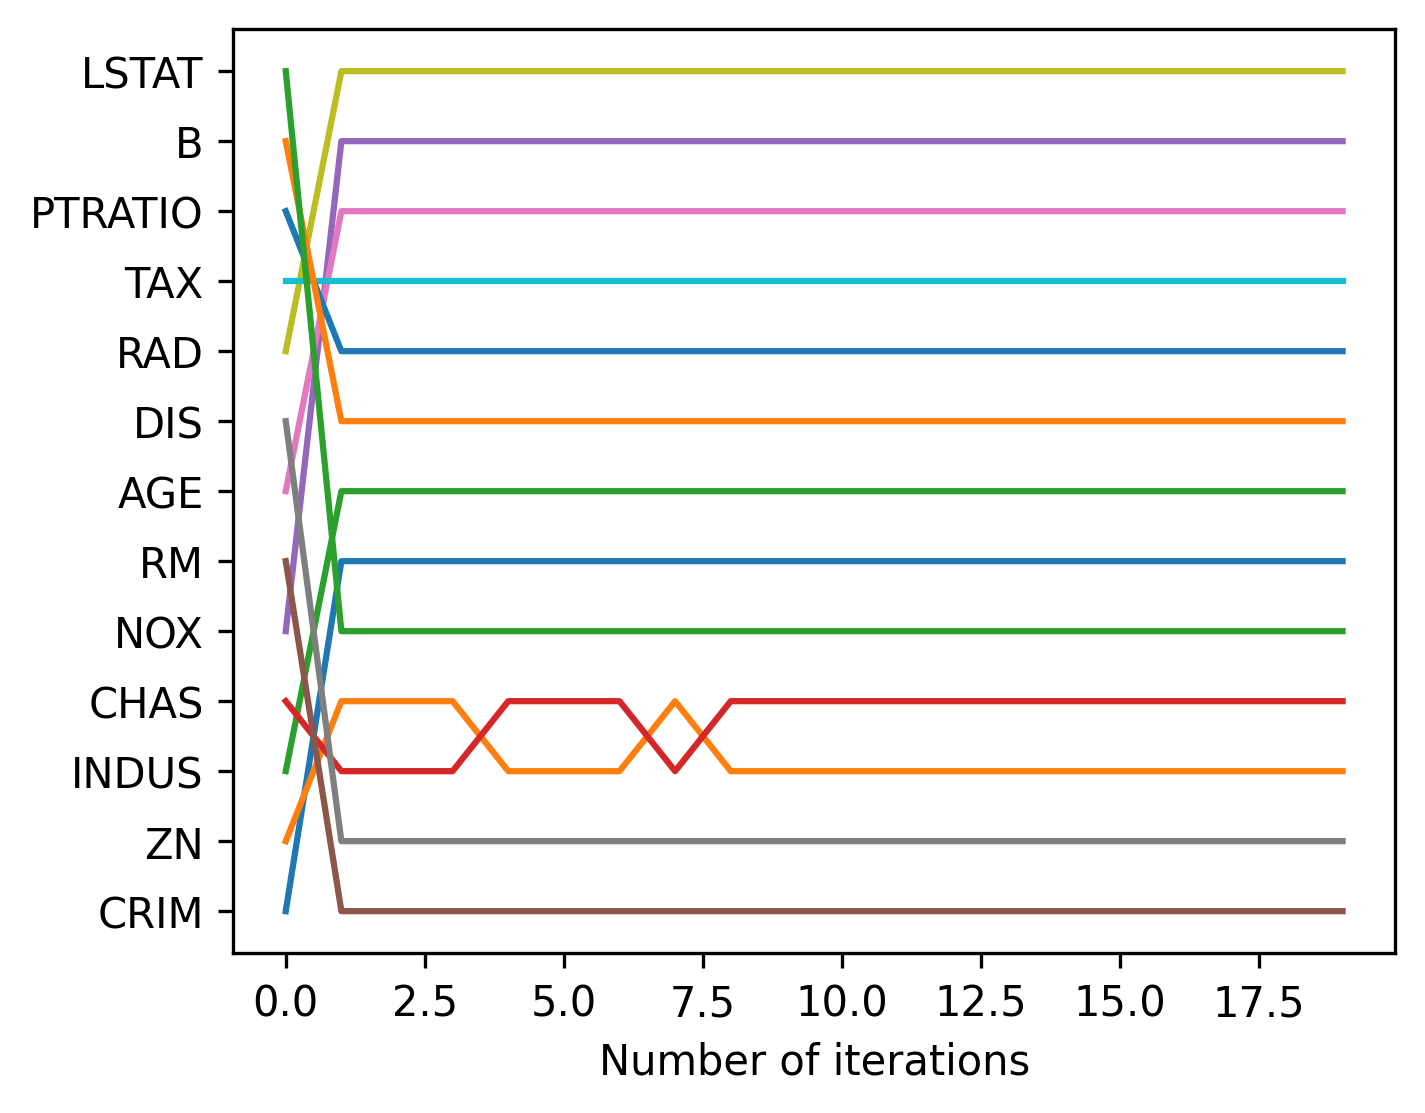 LSTAT
B
PTRATIO
TAX
RAD
DIS
AGE
RM
NOX
CHAS
INDUS
ZN
CRIM
0.0 2.5 5.0 7.5 10.0 12.5 15.0 17.5
Number of iterations